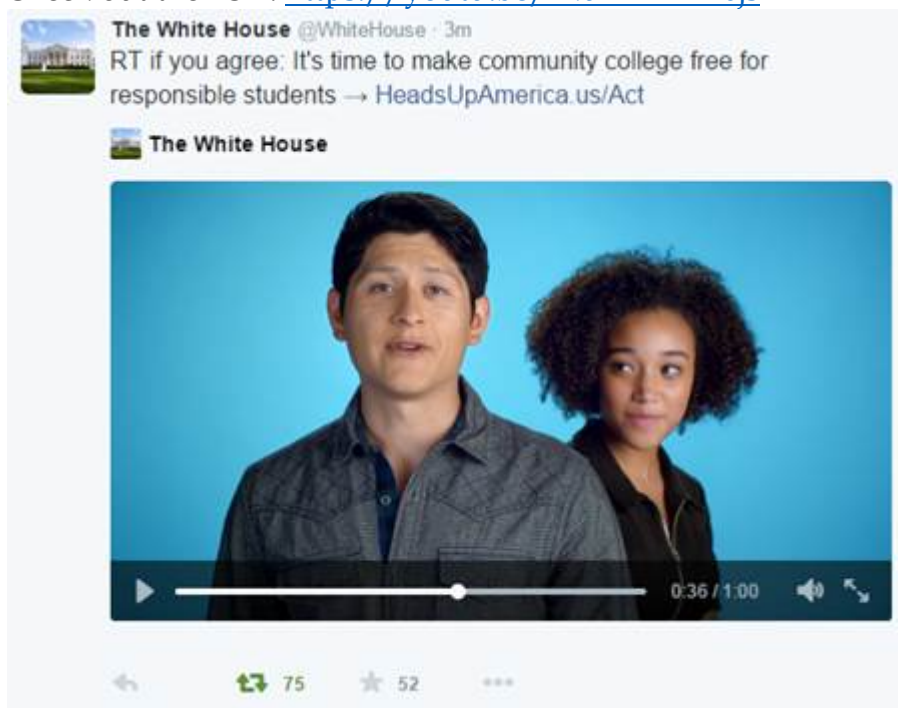 The White House @WhiteHouse · 3m
RT if you agree: It's time to make community college free for
responsible students → HeadsUpAmerica.us/Act
The White House
0:36 / 1:00
75 52